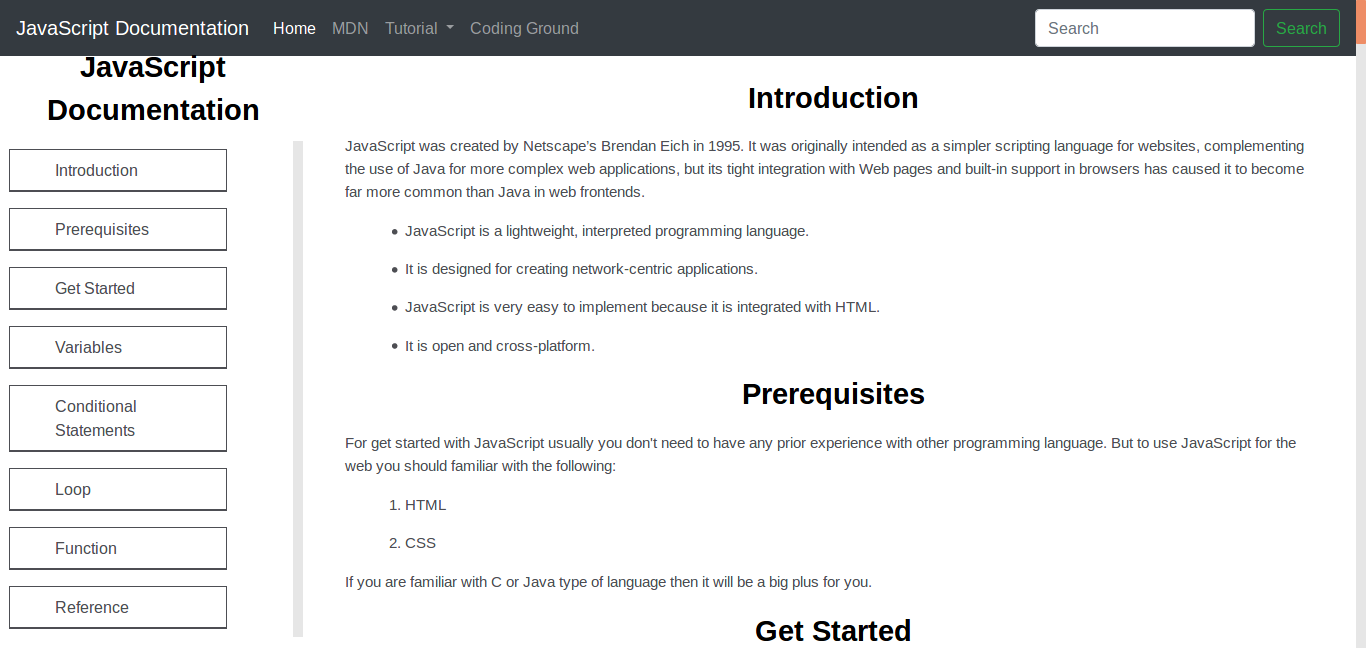 JavaScript Documentation Home MDN Tutorial Coding Ground Search Search
JavaScript
Documentation
Introduction
Prerequisites
Get Started
Variables
Conditional
Statements
Loop
Function
Reference
Introduction
JavaScript was created by Netscape's Brendan Eich in 1995. It was originally intended as a simpler scripting language for websites, complementing
the use of Java for more complex web applications, but its tight integration with Web pages and built-in support in browsers has caused it to become
far more common than Java in web frontends.
• JavaScript is a lightweight, interpreted programming language.
• It is designed for creating network-centric applications.
• JavaScript is very easy to implement because it is integrated with HTML.
• It is open and cross-platform.
Prerequisites
For get started with JavaScript usually you don't need to have any prior experience with other programming language. But to use JavaScript for the
web you should familiar with the following:
1. HTML
2. CSS
If you are familiar with C or Java type of language then it will be a big plus for you.
Get Started